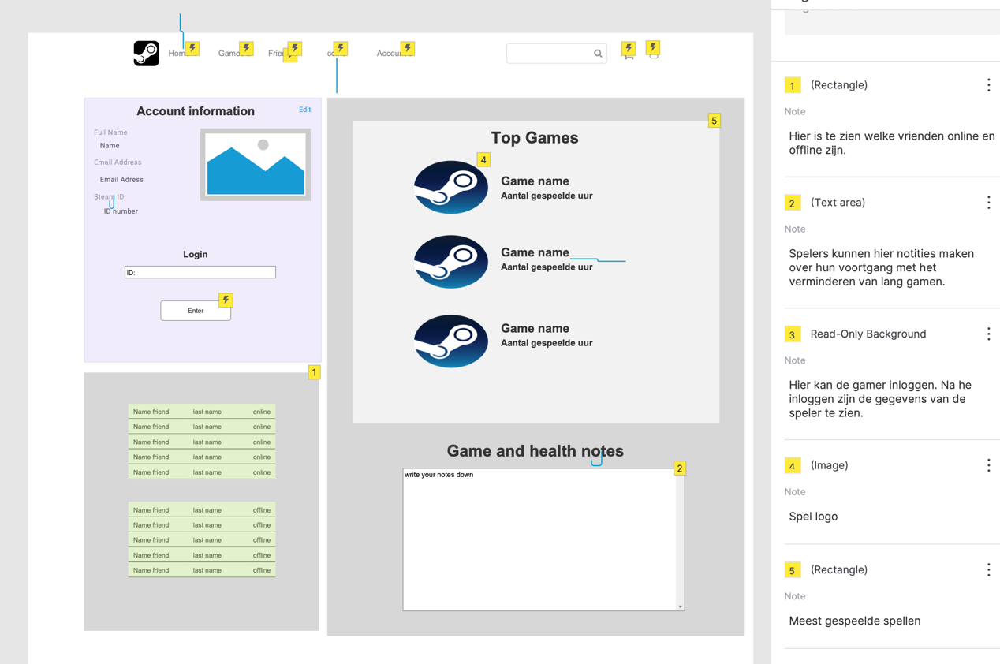 Account
Account information
Edit
Full Name
Name
Email Address
Email Adress
Steam ID
ID number
Login
ID:
Enter
1
Name friend last name online
Name friend last name online
Name friend last name online
Name friend last name online
Name friend last name online
Name friend last name offline
Name friend last name offline
Name friend last name offline
Name friend last name offline
Name friend last name offline
5
Top Games
4
Game name
Aantal gespeelde uur
Game name
Aantal gespeelde uur
Game name
Aantal gespeelde uur
Game and health notes
2
write your notes down
1 (Rectangle)
Note
Hier is te zien welke vrienden online en
offline zijn.
2 (Text area)
Note
Spelers kunnen hier notities maken
over hun voortgang met het
verminderen van lang gamen.
3 Read-Only Background
Note
Hier kan de gamer inloggen. Na he
inloggen zijn de gegevens van de
speler te zien.
4 (Image)
Note
Spel logo
5 (Rectangle)
Note
Meest gespeelde spellen